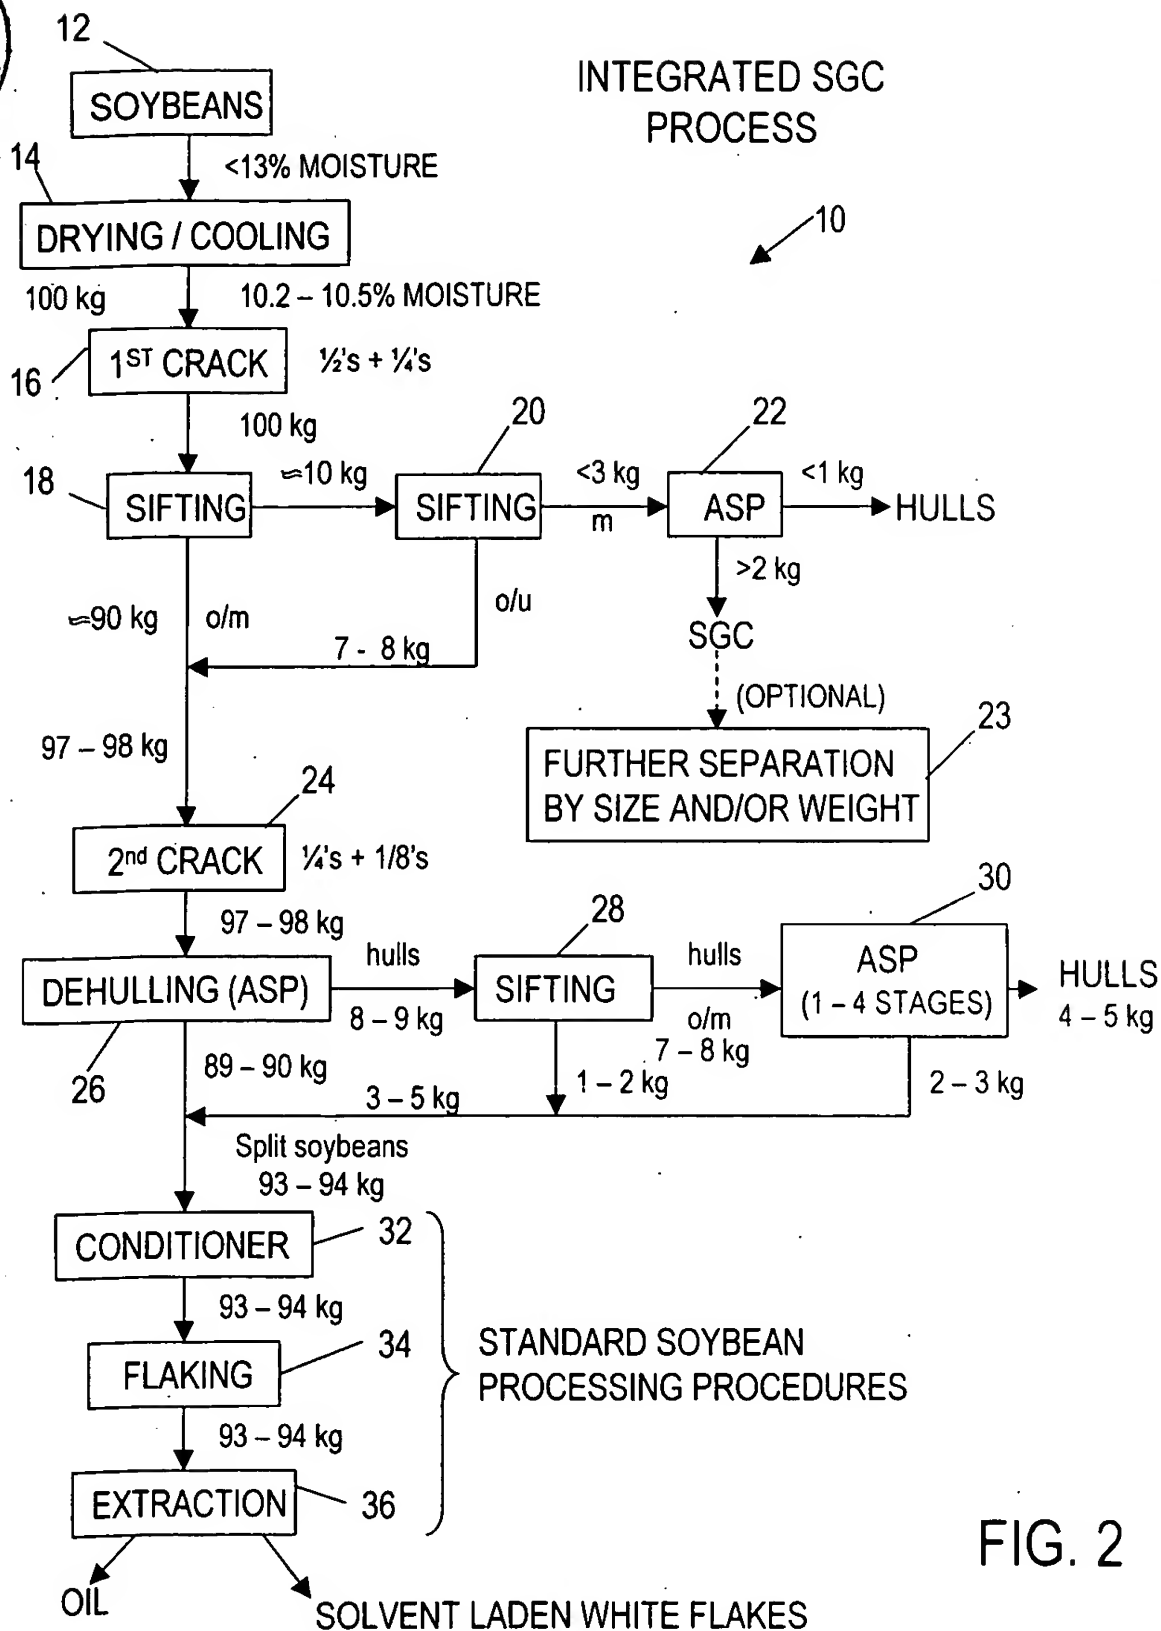 12
INTEGRATED SGC
PROCESS
SOYBEANS
14
<13% MOISTURE
DRYING / COOLING
10
100 kg
10.2 – 10.5% MOISTURE
16
1ST CRACK
½'s + ¼'s
100 kg
20
22
18
SIFTING
≈10 kg
SIFTING
<3 kg
m
ASP
<1 kg
HULLS
>2 kg
≈90 kg
o/m
o/u
SGC
7 - 8 kg
(OPTIONAL)
23
97 – 98 kg
FURTHER SEPARATION
BY SIZE AND/OR WEIGHT
24
2nd CRACK
¼'s + 1/8's
97 – 98 kg
28
30
DEHULLING (ASP)
hulls
8 – 9 kg
SIFTING
hulls
o/m
7 – 8 kg
ASP
(1 – 4 STAGES)
HULLS
4 – 5 kg
26
89 – 90 kg
3 – 5 kg
1 – 2 kg
2 – 3 kg
Split soybeans
93 – 94 kg
CONDITIONER
32
93 – 94 kg
FLAKING
34
STANDARD SOYBEAN
PROCESSING PROCEDURES
93 – 94 kg
EXTRACTION
36
OIL
SOLVENT LADEN WHITE FLAKES
FIG. 2